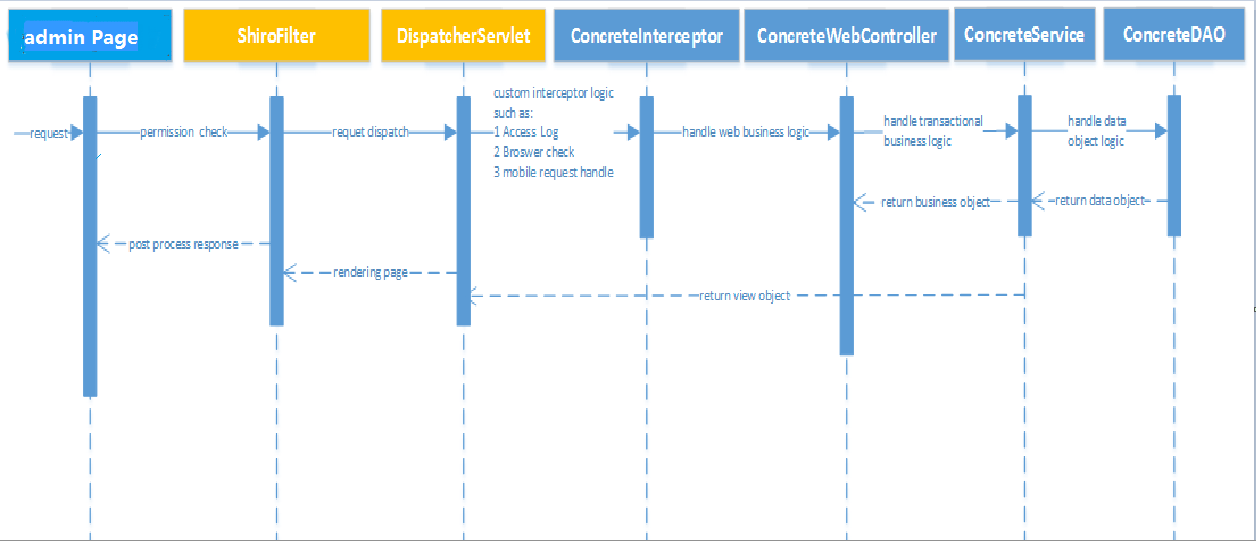 admin Page
ShiroFilter
DispatcherServlet
ConcreteInterceptor
ConcreteWebController
ConcreteService
ConcreteDAO
request
permission check
requet dispatch
custom interceptor logic
such as:
1 Access Log
2 Broswer check
3 mobile request handle
handle web business logic
handle transactional
business logic
handle data
object logic
return business object
return data object
post process response
rendering page
return view object